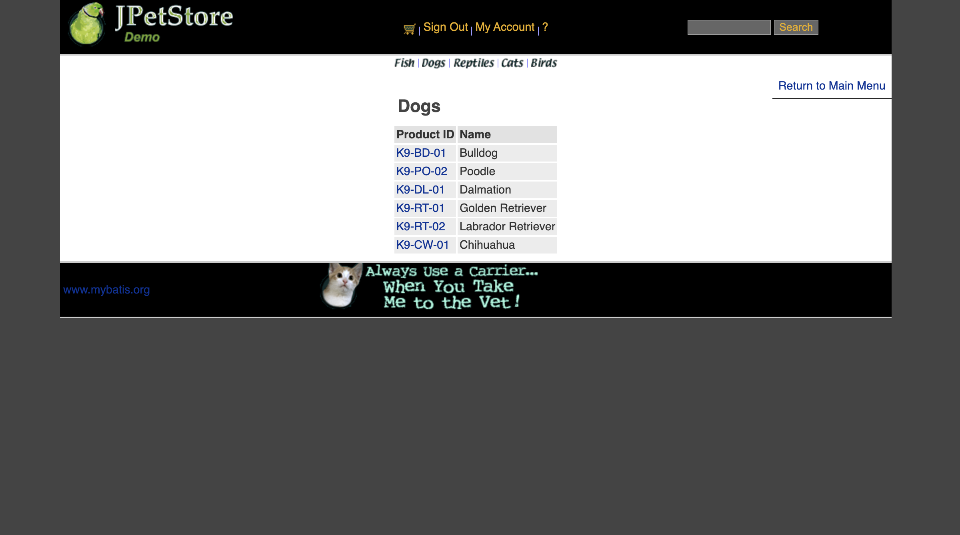 JPetStore
Demo
| Sign Out | My Account | ?
Search
Fish | Dogs | Reptiles | Cats | Birds
Return to Main Menu
Dogs
Product ID Name
K9-BD-01 Bulldog
K9-PO-02 Poodle
K9-DL-01 Dalmation
K9-RT-01 Golden Retriever
K9-RT-02 Labrador Retriever
K9-CW-01 Chihuahua
www.mybatis.org
Always Use a Carrier...
When You Take
Me to the Vet!